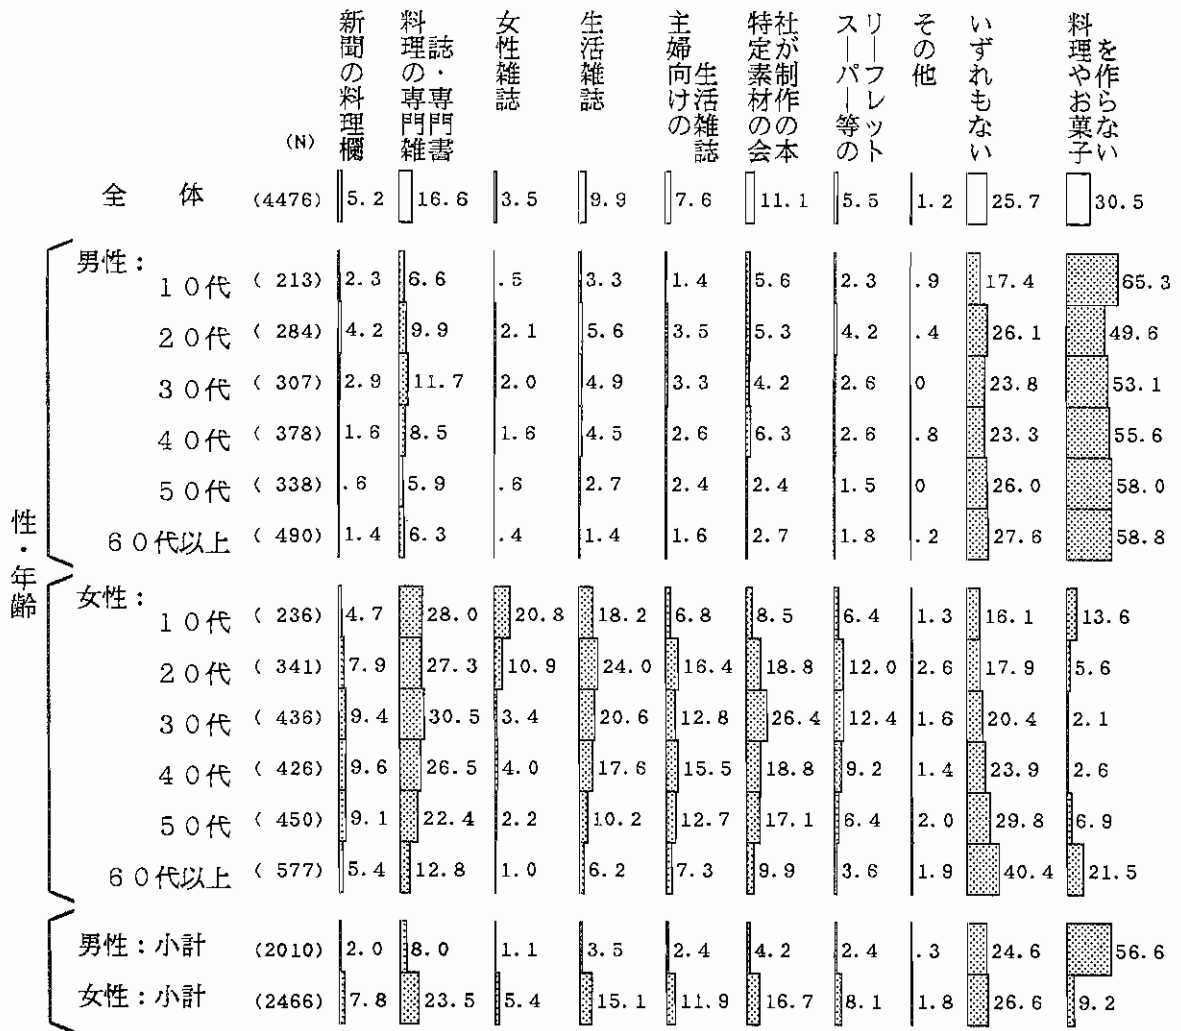 新聞の料理欄
料理の専門雑
誌・専門書
女性雑誌
生活雑誌
主婦向けの
生活雑誌
特定素材の会
社が制作の本
スーパー等の
リーフレット
その他
いずれもない
料理やお菓子
を作らない
(N)
全 体 (4476) 5.2 16.6 3.5 9.9 7.6 11.1 5.5 1.2 25.7 30.5
性・年齢
男性：
10代 (213) 2.3 6.6 .5 3.3 1.4 5.6 2.3 .9 17.4 65.3
20代 (284) 4.2 9.9 2.1 5.6 3.5 5.3 4.2 .4 26.1 49.6
30代 (307) 2.9 11.7 2.0 4.9 3.3 4.2 2.6 0 23.8 53.1
40代 (378) 1.6 8.5 1.6 4.5 2.6 6.3 2.6 .8 23.3 55.6
50代 (338) .6 5.9 .6 2.7 2.4 2.4 1.5 0 26.0 58.0
60代以上 (490) 1.4 6.3 .4 1.4 1.6 2.7 1.8 .2 27.6 58.8
女性：
10代 (236) 4.7 28.0 20.8 18.2 6.8 8.5 6.4 1.3 16.1 13.6
20代 (341) 7.9 27.3 10.9 24.0 16.4 18.8 12.0 2.6 17.9 5.6
30代 (436) 9.4 30.5 3.4 20.6 12.8 26.4 12.4 1.6 20.4 2.1
40代 (426) 9.6 26.5 4.0 17.6 15.5 18.8 9.2 1.4 23.9 2.6
50代 (450) 9.1 22.4 2.2 10.2 12.7 17.1 6.4 2.0 29.8 6.9
60代以上 (577) 5.4 12.8 1.0 6.2 7.3 9.9 3.6 1.9 40.4 21.5
男性：小計 (2010) 2.0 8.0 1.1 3.5 2.4 4.2 2.4 .3 24.6 56.6
女性：小計 (2466) 7.8 23.5 5.4 15.1 11.9 16.7 8.1 1.8 26.6 9.2